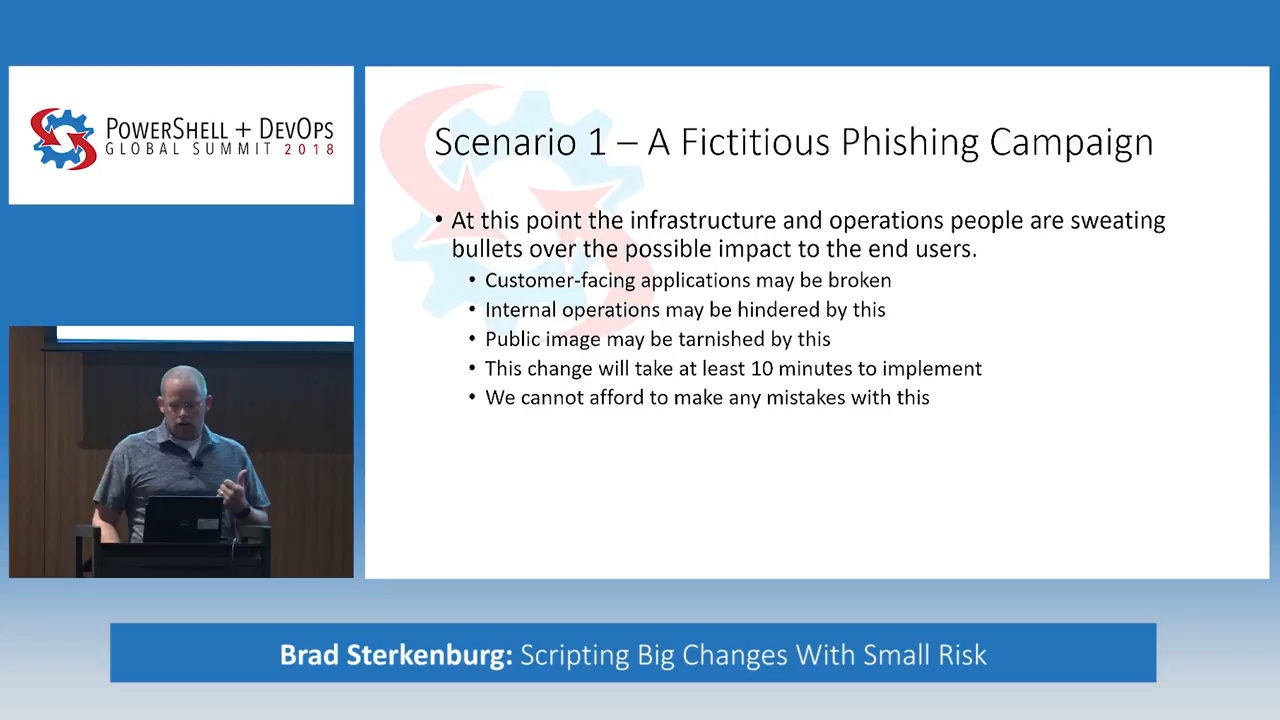 POWERSHELL + DEVOPS
GLOBAL SUMMIT 2018
Scenario 1 – A Fictitious Phishing Campaign
• At this point the infrastructure and operations people are sweating
bullets over the possible impact to the end users.
• Customer-facing applications may be broken
• Internal operations may be hindered by this
• Public image may be tarnished by this
• This change will take at least 10 minutes to implement
• We cannot afford to make any mistakes with this
Brad Sterkenburg: Scripting Big Changes With Small Risk